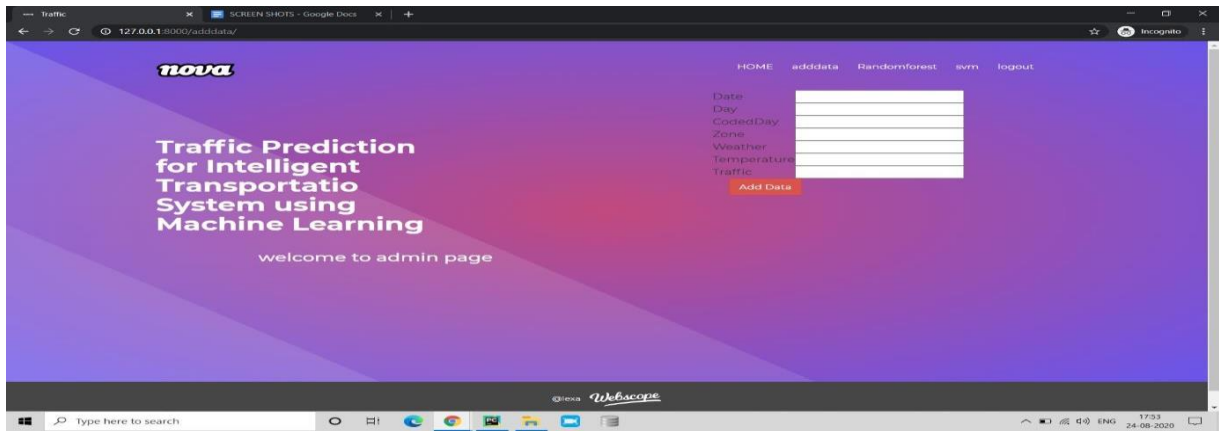 Traffic
SCREEN SHOTS - Google Docs
127.0.0.1:8000/adddata/
Incognito
nova
HOME adddata Randomforest svm logout
Date
Day
CodedDay
Zone
Weather
Temperature
Traffic
Add Data
Traffic Prediction
for Intelligent
Transportatio
System using
Machine Learning
welcome to admin page
Webscope
Type here to search
ENG
17:53
24-08-2020